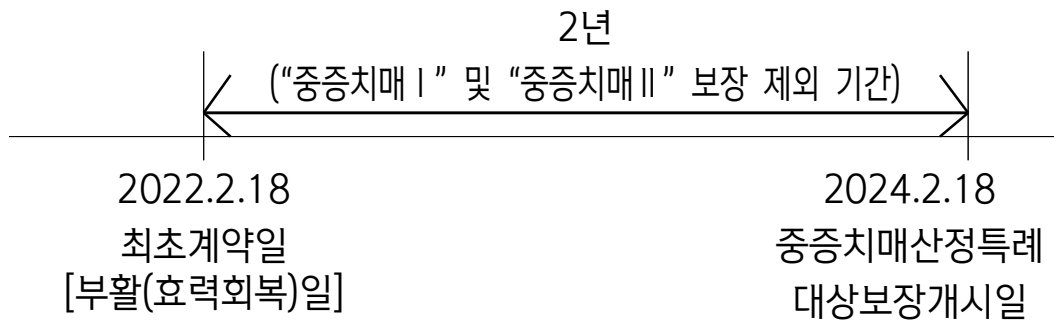 2년
(“중증치매Ⅰ” 및 “중증치매Ⅱ” 보장 제외 기간)
2022.2.18
최초계약일
[부활(효력회복)일]
2024.2.18
중증치매산정특례
대상보장개시일